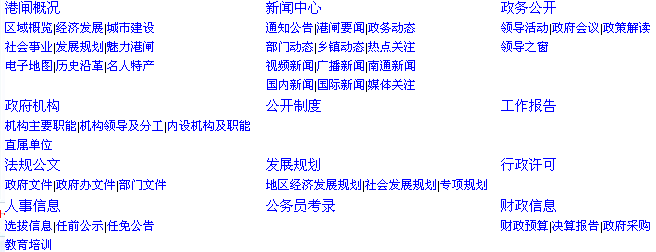 港闸概况 新闻中心 政务公开
区域概览|经济发展|城市建设 通知公告|港闸要闻|政务动态 领导活动|政府会议|政策解读
社会事业|发展规划|魅力港闸 部门动态|乡镇动态|热点关注 领导之窗
电子地图|历史沿革|名人特产 视频新闻|广播新闻|南通新闻
国内新闻|国际新闻|媒体关注
政府机构 公开制度 工作报告
机构主要职能|机构领导及分工|内设机构及职能
直属单位
法规公文 发展规划 行政许可
政府文件|政府办文件|部门文件 地区经济发展规划|社会发展规划|专项规划
人事信息 公务员考录 财政信息
选拔信息|任前公示|任免公告 财政预算|决算报告|政府采购
教育培训